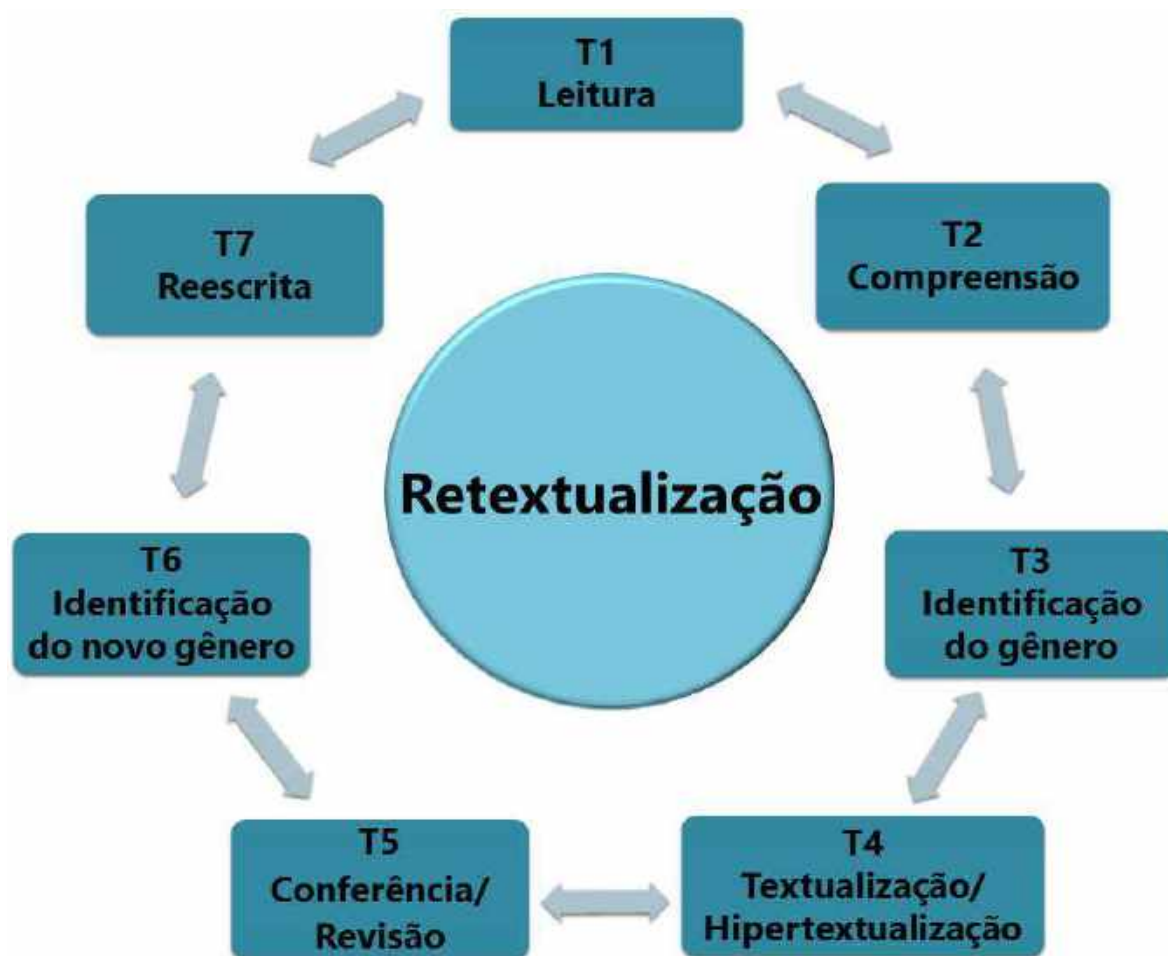 T1
Leitura
T2
Compreensão
T3
Identificação
do gênero
T4
Textualização/
Hipertextualização
T5
Conferência/
Revisão
T6
Identificação
do novo gênero
T7
Reescrita
Retextualização